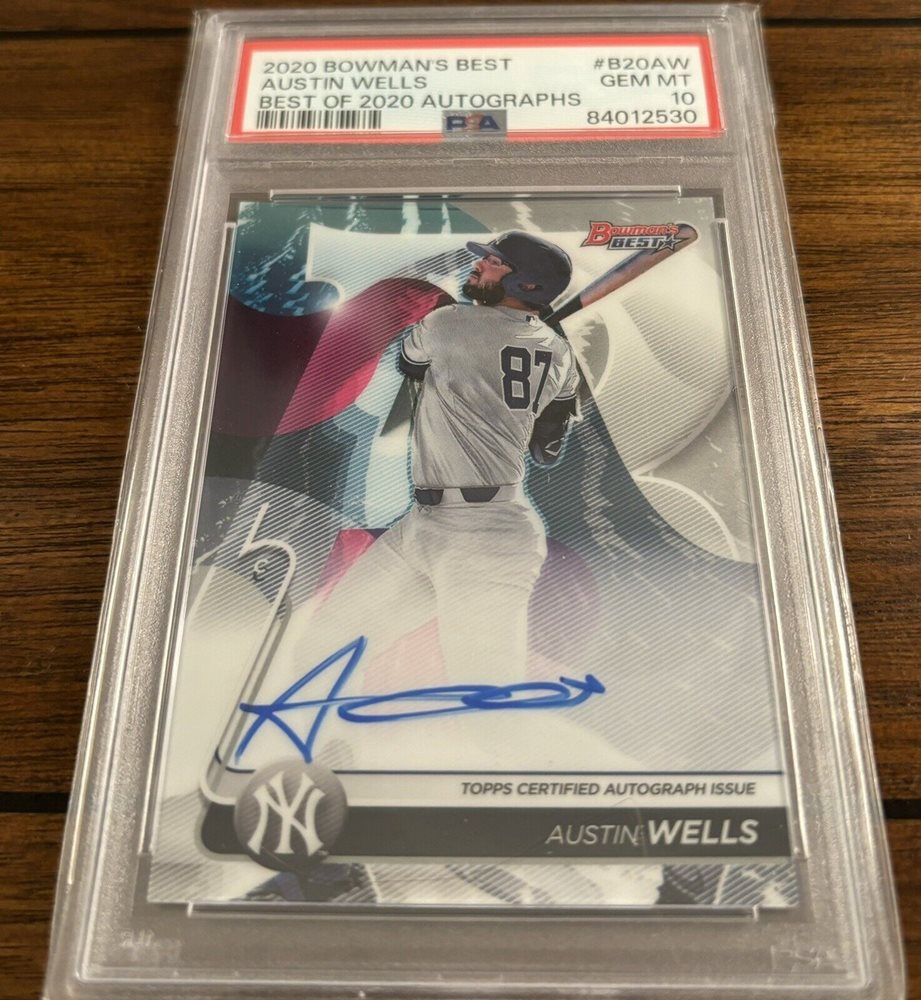 2020 BOWMAN'S BEST #B20AW
AUSTIN WELLS GEM MT
BEST OF 2020 AUTOGRAPHS 10
84012530
PSA
Bowman's
BEST
87
TOPPS CERTIFIED AUTOGRAPH ISSUE
NY
AUSTIN WELLS